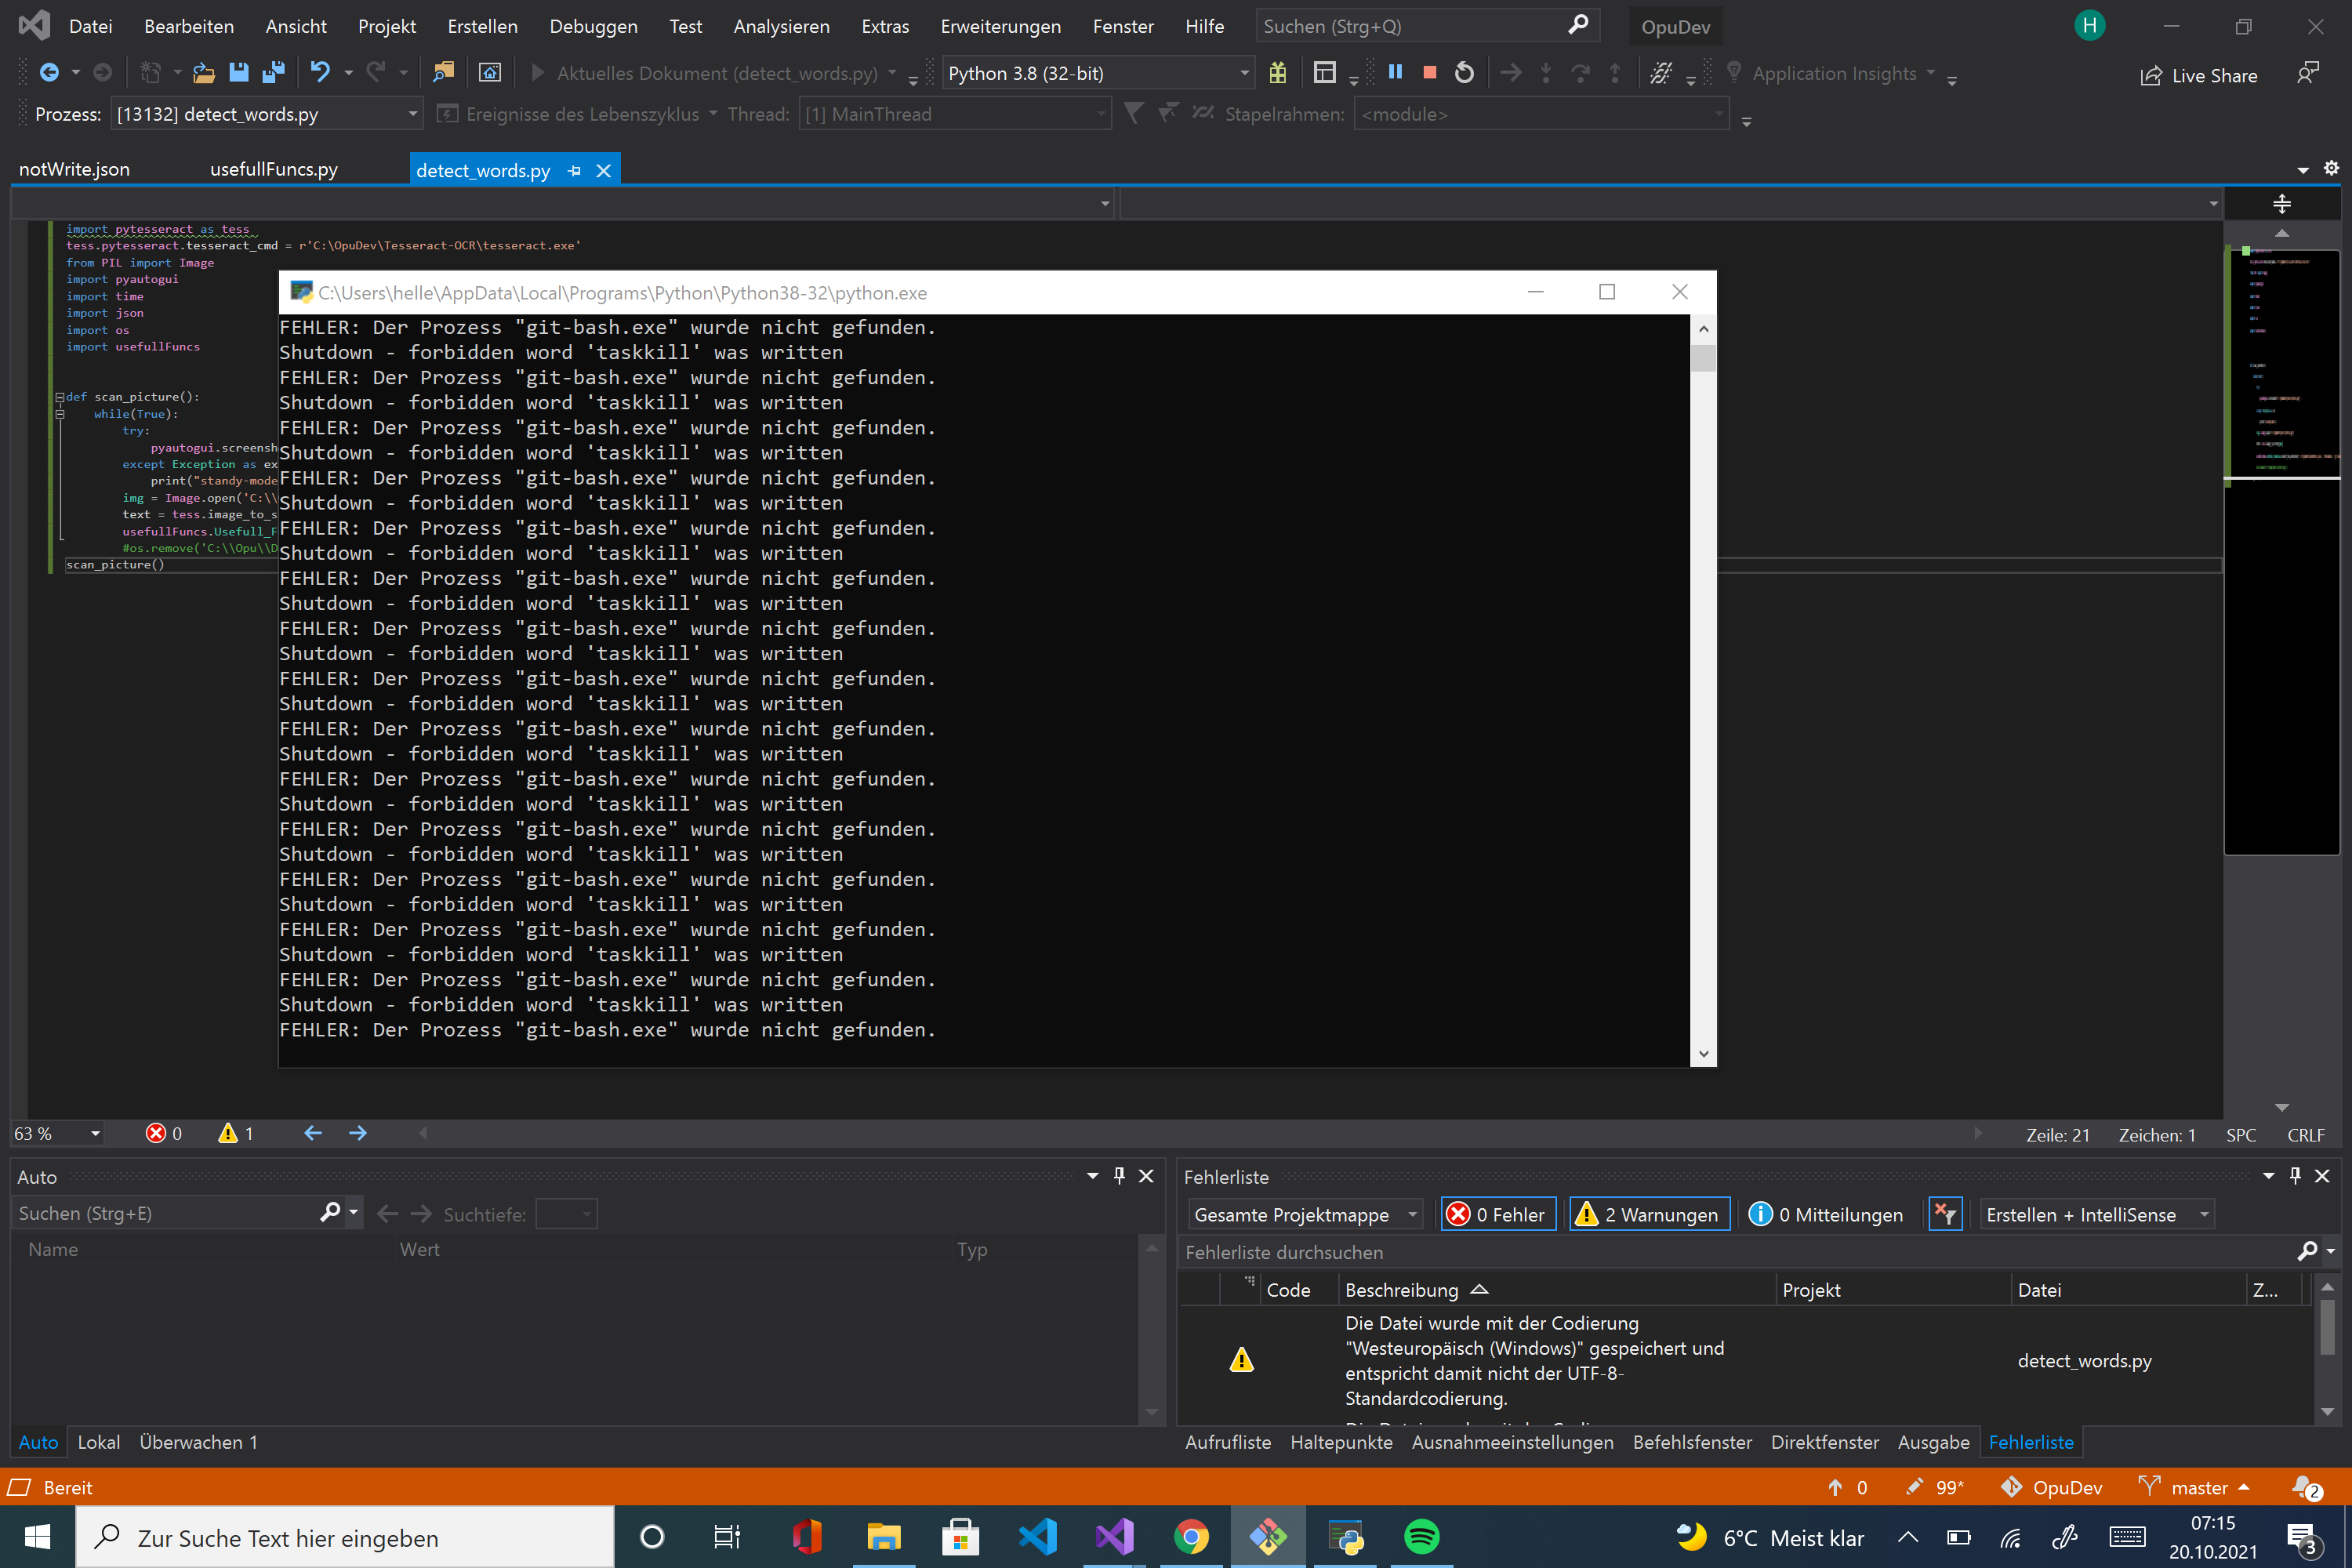 Datei Bearbeiten Ansicht Projekt Erstellen Debuggen Test Analysieren Extras Erweiterungen Fenster Hilfe Suchen (Strg+Q) OpuDev H
Aktuelles Dokument (detect_words.py) Python 3.8 (32-bit) Application Insights Live Share
Prozess: [13132] detect_words.py Ereignisse des Lebenszyklus Thread: [1] MainThread Stapelrahmen: <module>
notWrite.json usefullFuncs.py detect_words.py
import pytesseract as tess
tess.pytesseract.tesseract_cmd = r'C:\OpuDev\Tesseract-OCR\tesseract.exe'
from PIL import Image
import pyautogui
import time
import json
import os
import usefullFuncs
def scan_picture():
while(True):
try:
pyautogui.screensh
except Exception as ex
print("standy-mode
img = Image.open('C:\\
text = tess.image_to_s
usefullFuncs.Usefull_F
#os.remove('C:\\Opu\\D
scan_picture()
C:\Users\helle\AppData\Local\Programs\Python\Python38-32\python.exe
FEHLER: Der Prozess "git-bash.exe" wurde nicht gefunden.
Shutdown - forbidden word 'taskkill' was written
FEHLER: Der Prozess "git-bash.exe" wurde nicht gefunden.
Shutdown - forbidden word 'taskkill' was written
FEHLER: Der Prozess "git-bash.exe" wurde nicht gefunden.
Shutdown - forbidden word 'taskkill' was written
FEHLER: Der Prozess "git-bash.exe" wurde nicht gefunden.
Shutdown - forbidden word 'taskkill' was written
FEHLER: Der Prozess "git-bash.exe" wurde nicht gefunden.
Shutdown - forbidden word 'taskkill' was written
FEHLER: Der Prozess "git-bash.exe" wurde nicht gefunden.
Shutdown - forbidden word 'taskkill' was written
FEHLER: Der Prozess "git-bash.exe" wurde nicht gefunden.
Shutdown - forbidden word 'taskkill' was written
FEHLER: Der Prozess "git-bash.exe" wurde nicht gefunden.
Shutdown - forbidden word 'taskkill' was written
FEHLER: Der Prozess "git-bash.exe" wurde nicht gefunden.
Shutdown - forbidden word 'taskkill' was written
FEHLER: Der Prozess "git-bash.exe" wurde nicht gefunden.
Shutdown - forbidden word 'taskkill' was written
FEHLER: Der Prozess "git-bash.exe" wurde nicht gefunden.
Shutdown - forbidden word 'taskkill' was written
FEHLER: Der Prozess "git-bash.exe" wurde nicht gefunden.
Shutdown - forbidden word 'taskkill' was written
FEHLER: Der Prozess "git-bash.exe" wurde nicht gefunden.
Shutdown - forbidden word 'taskkill' was written
FEHLER: Der Prozess "git-bash.exe" wurde nicht gefunden.
Shutdown - forbidden word 'taskkill' was written
FEHLER: Der Prozess "git-bash.exe" wurde nicht gefunden.
63 % 0 1 Zeile: 21 Zeichen: 1 SPC CRLF
Auto
Suchen (Strg+E) Suchtiefe:
Name Wert Typ
Auto Lokal Überwachen 1
Fehlerliste
Gesamte Projektmappe 0 Fehler 2 Warnungen 0 Mitteilungen Erstellen + IntelliSense
Fehlerliste durchsuchen
Code Beschreibung Projekt Datei Z...
Die Datei wurde mit der Codierung
"Westeuropäisch (Windows)" gespeichert und
entspricht damit nicht der UTF-8-
Standardcodierung.
detect_words.py
Aufrufliste Haltepunkte Ausnahmeeinstellungen Befehlsfenster Direktfenster Ausgabe Fehlerliste
Bereit 0 99* OpuDev master 2
Zur Suche Text hier eingeben 6°C Meist klar 07:15
20.10.2021 3